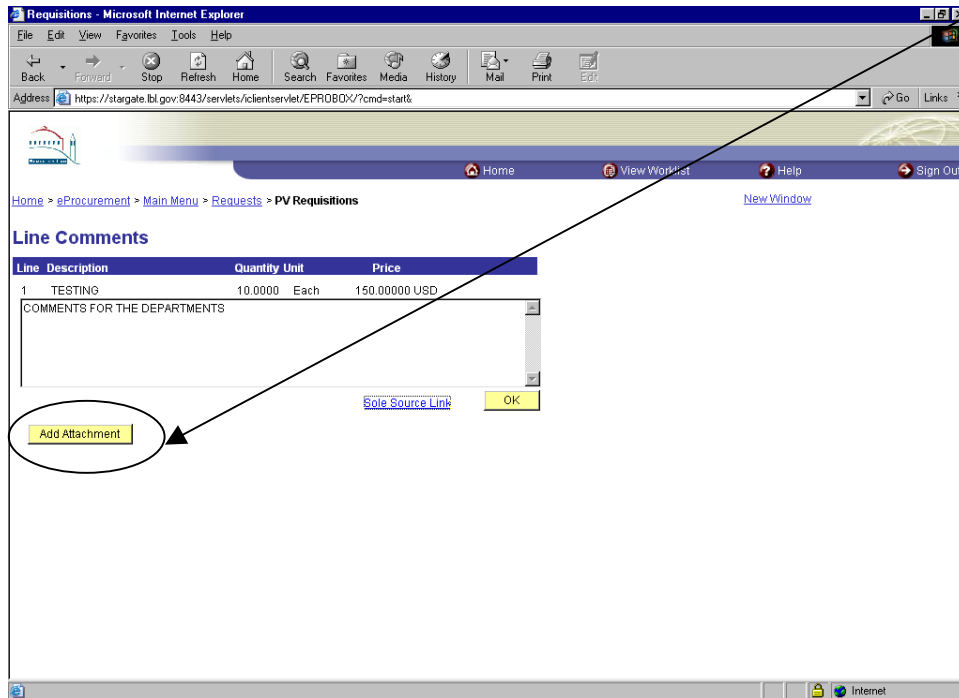 Requisitions - Microsoft Internet Explorer
File Edit View Favorites Tools Help
Back Forward Stop Refresh Home Search Favorites Media History Mail Print Edit
Address https://stargate.lbl.gov:8443/servlets/iclientservlet/EPROBOX/?cmd=start& Go Links
Home View Worklist Help Sign Out
Home > eProcurement > Main Menu > Requests > PV Requisitions New Window
Line Comments
Line Description Quantity Unit Price
1 TESTING 10.0000 Each 150.00000 USD
COMMENTS FOR THE DEPARTMENTS
Sole Source Link OK
Add Attachment
Internet